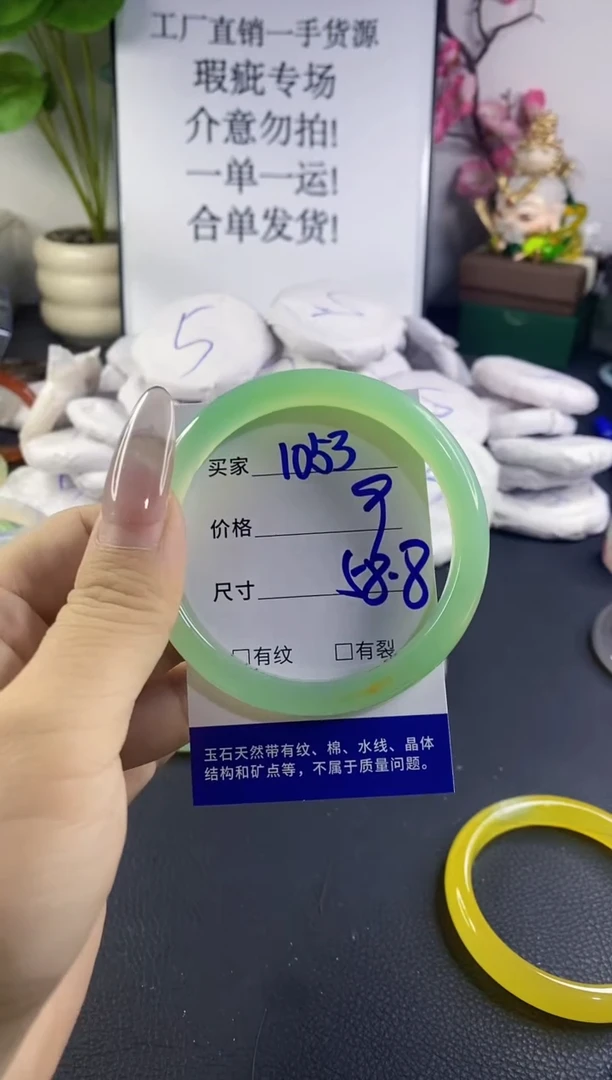 工厂直销一手货源
瑕疵专场
介意勿拍!
一单一运!
合单发货!
5
5
买家 1053
价格 9
尺寸 58.8
□有纹 □有裂
玉石天然带有纹、棉、水线、晶体
结构和矿点等，不属于质量问题。